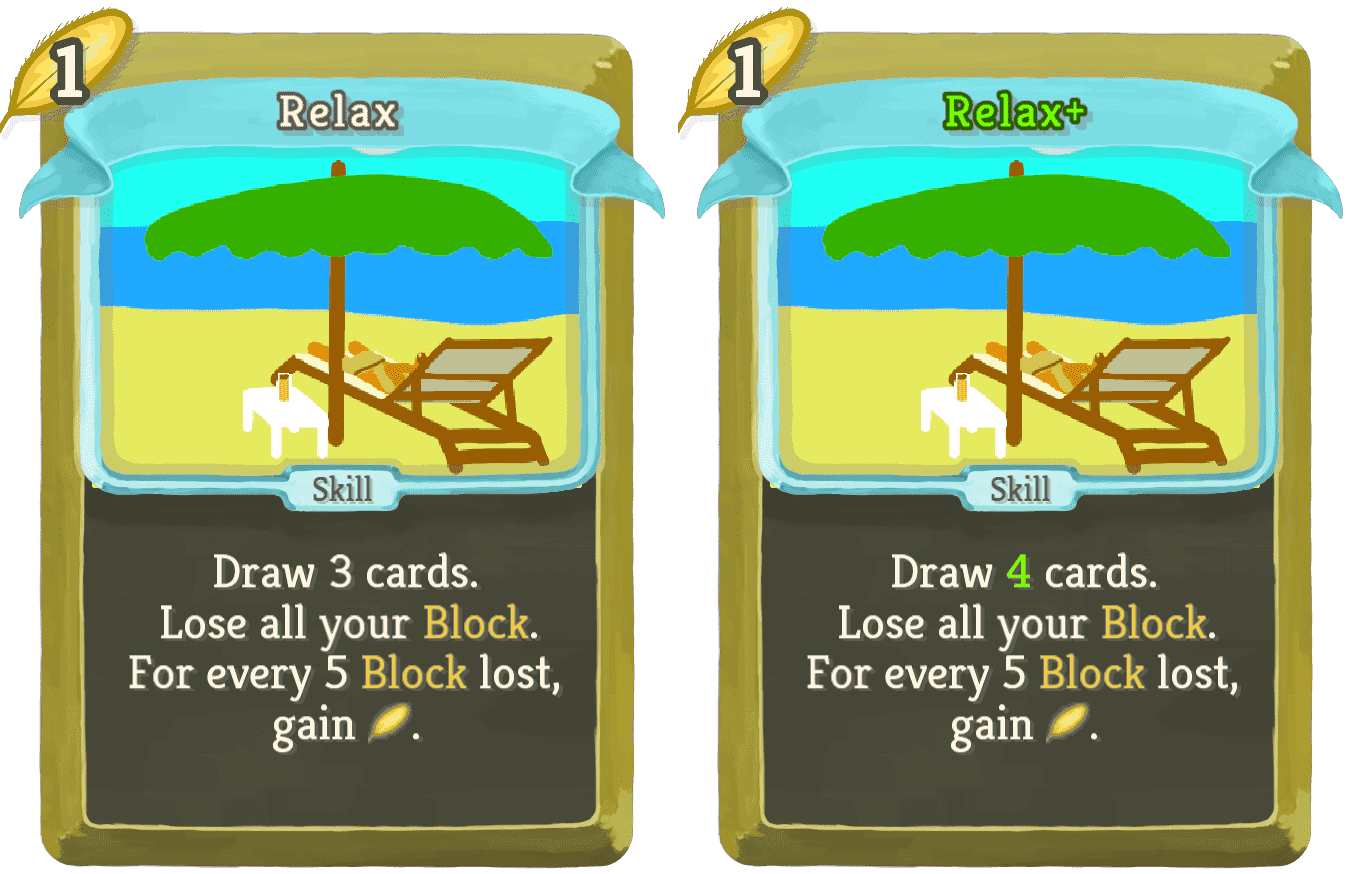 1
Relax
Skill
Draw 3 cards.
Lose all your Block.
For every 5 Block lost,
gain .
1
Relax+
Skill
Draw 4 cards.
Lose all your Block.
For every 5 Block lost,
gain .